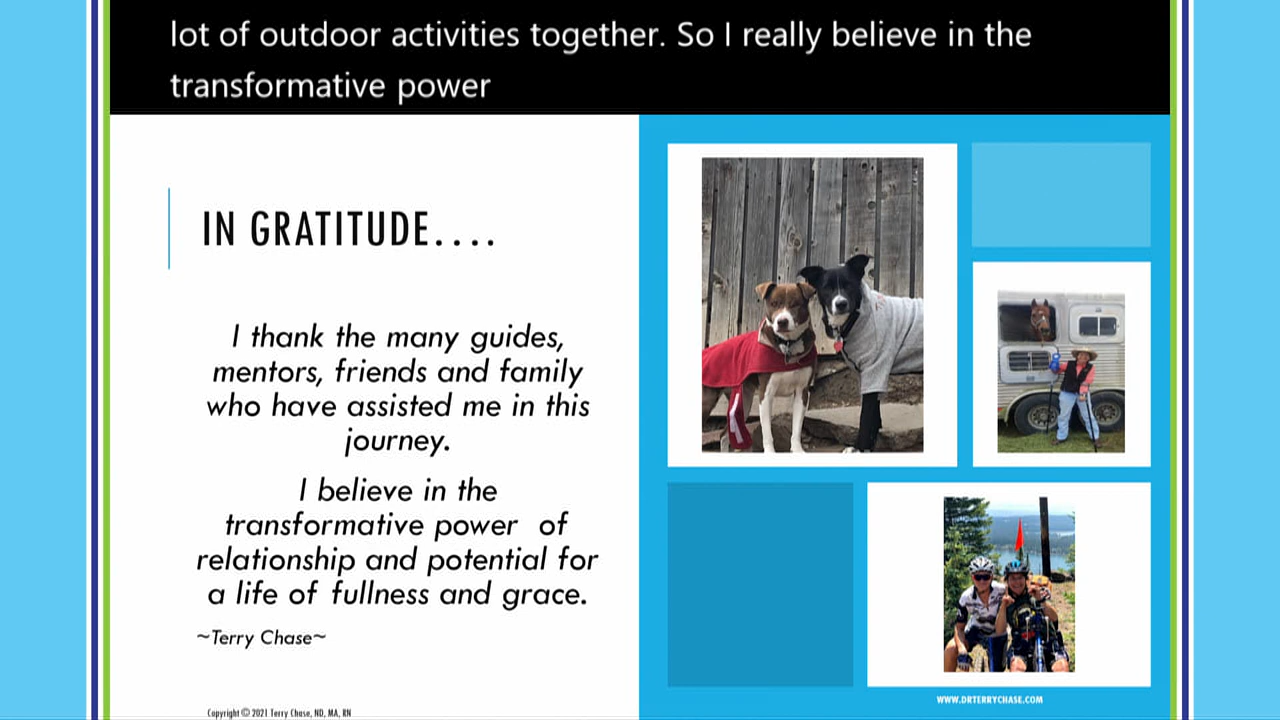 lot of outdoor activities together. So I really believe in the
transformative power
IN GRATITUDE....
I thank the many guides,
mentors, friends and family
who have assisted me in this
journey.
I believe in the
transformative power of
relationship and potential for
a life of fullness and grace.
~Terry Chase~
Copyright © 2021 Terry Chase, ND, MA, RN
WWW.DRTERRYCHASE.COM